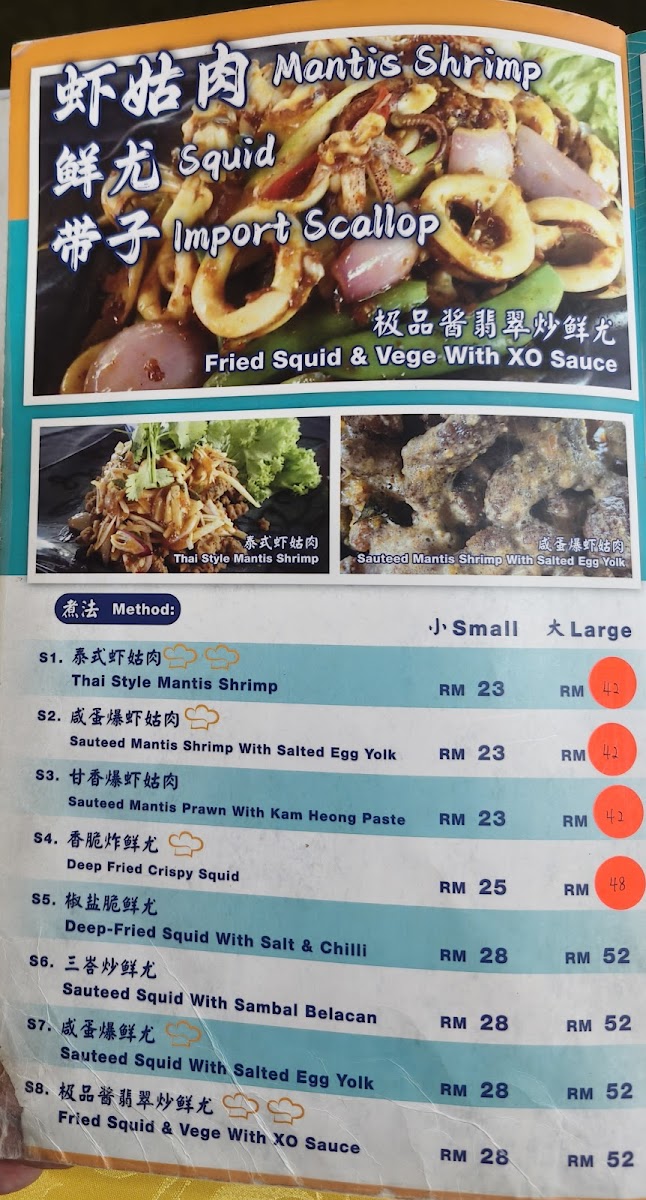 虾姑肉 Mantis Shrimp
鲜尤 Squid
带子 Import Scallop
极品酱翡翠炒鲜尤
Fried Squid & Vege With XO Sauce
泰式虾姑肉
Thai Style Mantis Shrimp
咸蛋爆虾姑肉
Sauteed Mantis Shrimp With Salted Egg Yolk
煮法 Method:
小 Small 大 Large
S1. 泰式虾姑肉
Thai Style Mantis Shrimp RM 23 RM 42
S2. 咸蛋爆虾姑肉
Sauteed Mantis Shrimp With Salted Egg Yolk RM 23 RM 42
S3. 甘香爆虾姑肉
Sauteed Mantis Prawn With Kam Heong Paste RM 23 RM 42
S4. 香脆炸鲜尤
Deep Fried Crispy Squid RM 25 RM 48
S5. 椒盐脆鲜尤
Deep-Fried Squid With Salt & Chilli RM 28 RM 52
S6. 三峇炒鲜尤
Sauteed Squid With Sambal Belacan RM 28 RM 52
S7. 咸蛋爆鲜尤
Sauteed Squid With Salted Egg Yolk RM 28 RM 52
S8. 极品酱翡翠炒鲜尤
Fried Squid & Vege With XO Sauce RM 28 RM 52